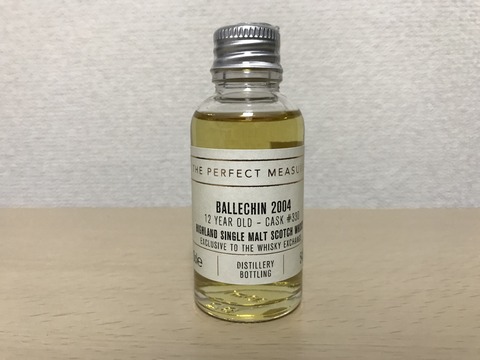 THE PERFECT MEASU
BALLECHIN 2004
12 YEAR OLD - CASK
HIGHLAND SINGLE MALT SCOTCH
EXCLUSIVE TO THE WHISKY EXCHANGE
DISTILLERY
BOTTLING